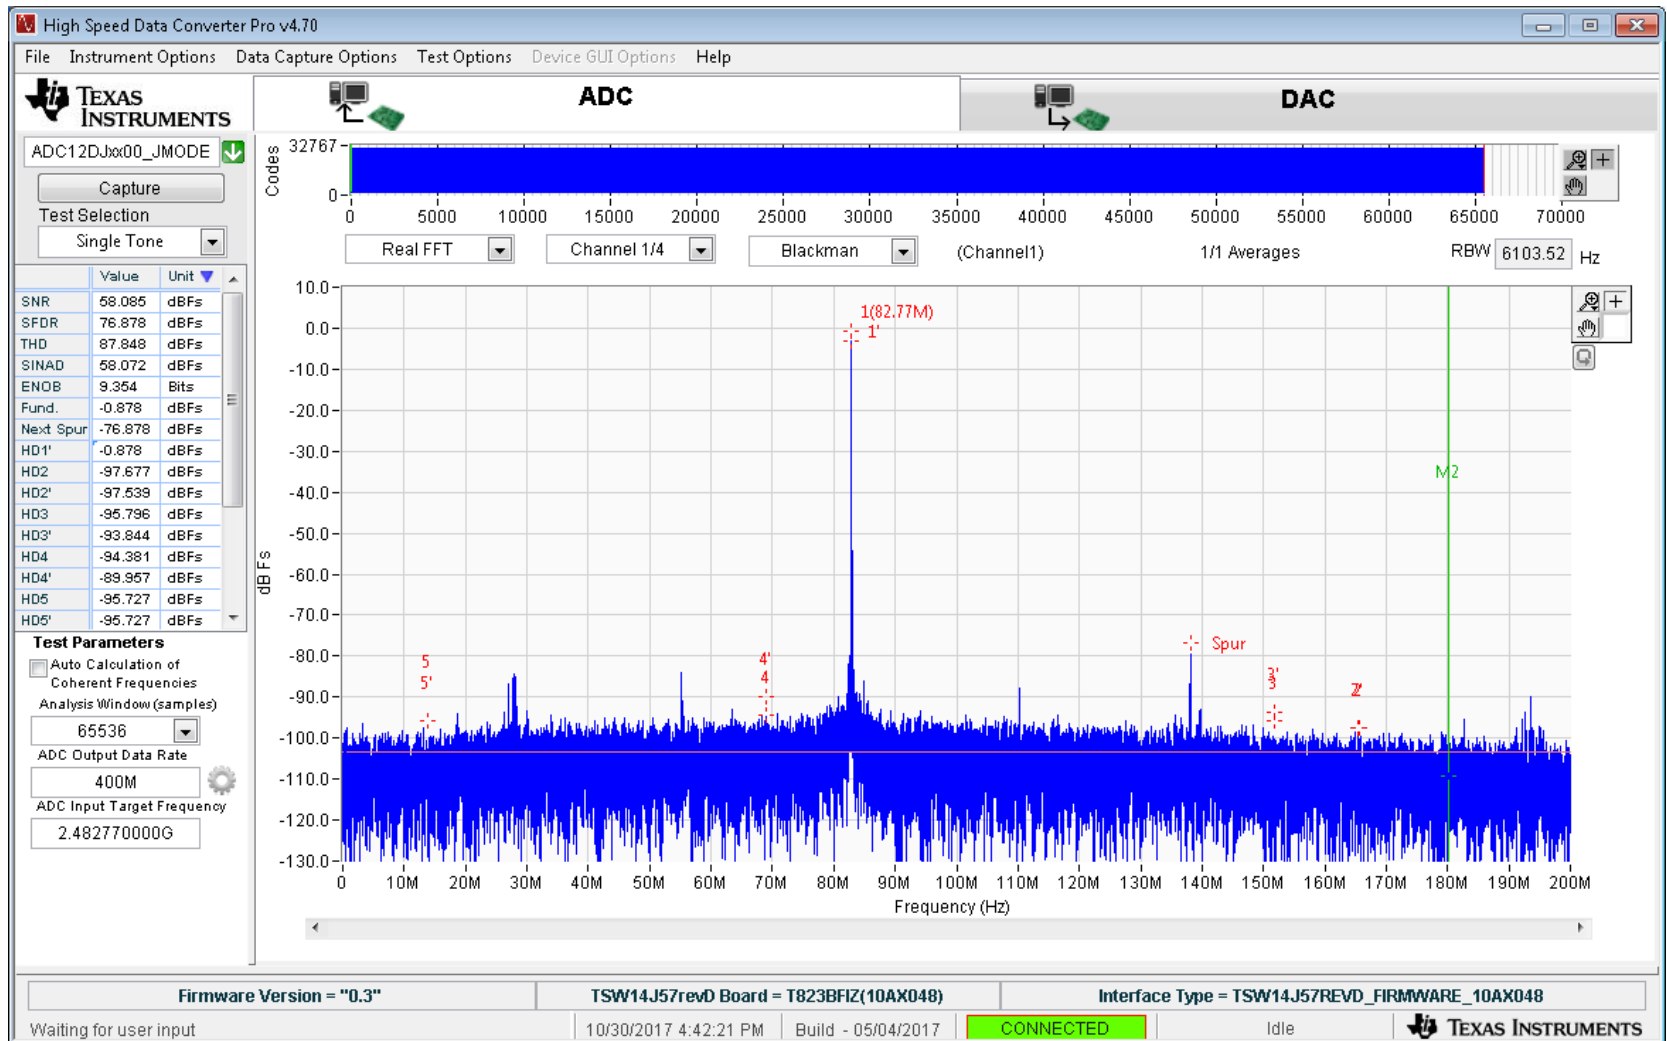 High Speed Data Converter Pro v4.70
File Instrument Options Data Capture Options Test Options Device GUI Options Help
TEXAS INSTRUMENTS
ADC
DAC
ADC12DJxx00_JMODE
Capture
Test Selection
Single Tone
Value Unit
SNR 58.085 dBFs
SFDR 76.878 dBFs
THD 87.848 dBFs
SINAD 58.072 dBFs
ENOB 9.354 Bits
Fund. -0.878 dBFs
Next Spur -76.878 dBFs
HD1' -0.878 dBFs
HD2 -97.677 dBFs
HD2' -97.539 dBFs
HD3 -95.796 dBFs
HD3' -93.844 dBFs
HD4 -94.381 dBFs
HD4' -89.957 dBFs
HD5 -95.727 dBFs
HD5' -95.727 dBFs
Test Parameters
Auto Calculation of
Coherent Frequencies
Analysis Window (samples)
65536
ADC Output Data Rate
400M
ADC Input Target Frequency
2.482770000G
Codes
32767
0
0 5000 10000 15000 20000 25000 30000 35000 40000 45000 50000 55000 60000 65000 70000
Real FFT Channel 1/4 Blackman (Channel1) 1/1 Averages RBW 6103.52 Hz
dB Fs
10.0
0.0
-10.0
-20.0
-30.0
-40.0
-50.0
-60.0
-70.0
-80.0
-90.0
-100.0
-110.0
-120.0
-130.0
1(82.77M)
1'
M2
Spur
5
5'
4'
4
3'
3
0 10M 20M 30M 40M 50M 60M 70M 80M 90M 100M 110M 120M 130M 140M 150M 160M 170M 180M 190M 200M
Frequency (Hz)
Firmware Version = "0.3" TSW14J57revD Board = T823BFIZ(10AX048) Interface Type = TSW14J57REVD_FIRMWARE_10AX048
Waiting for user input 10/30/2017 4:42:21 PM Build - 05/04/2017 CONNECTED Idle TEXAS INSTRUMENTS